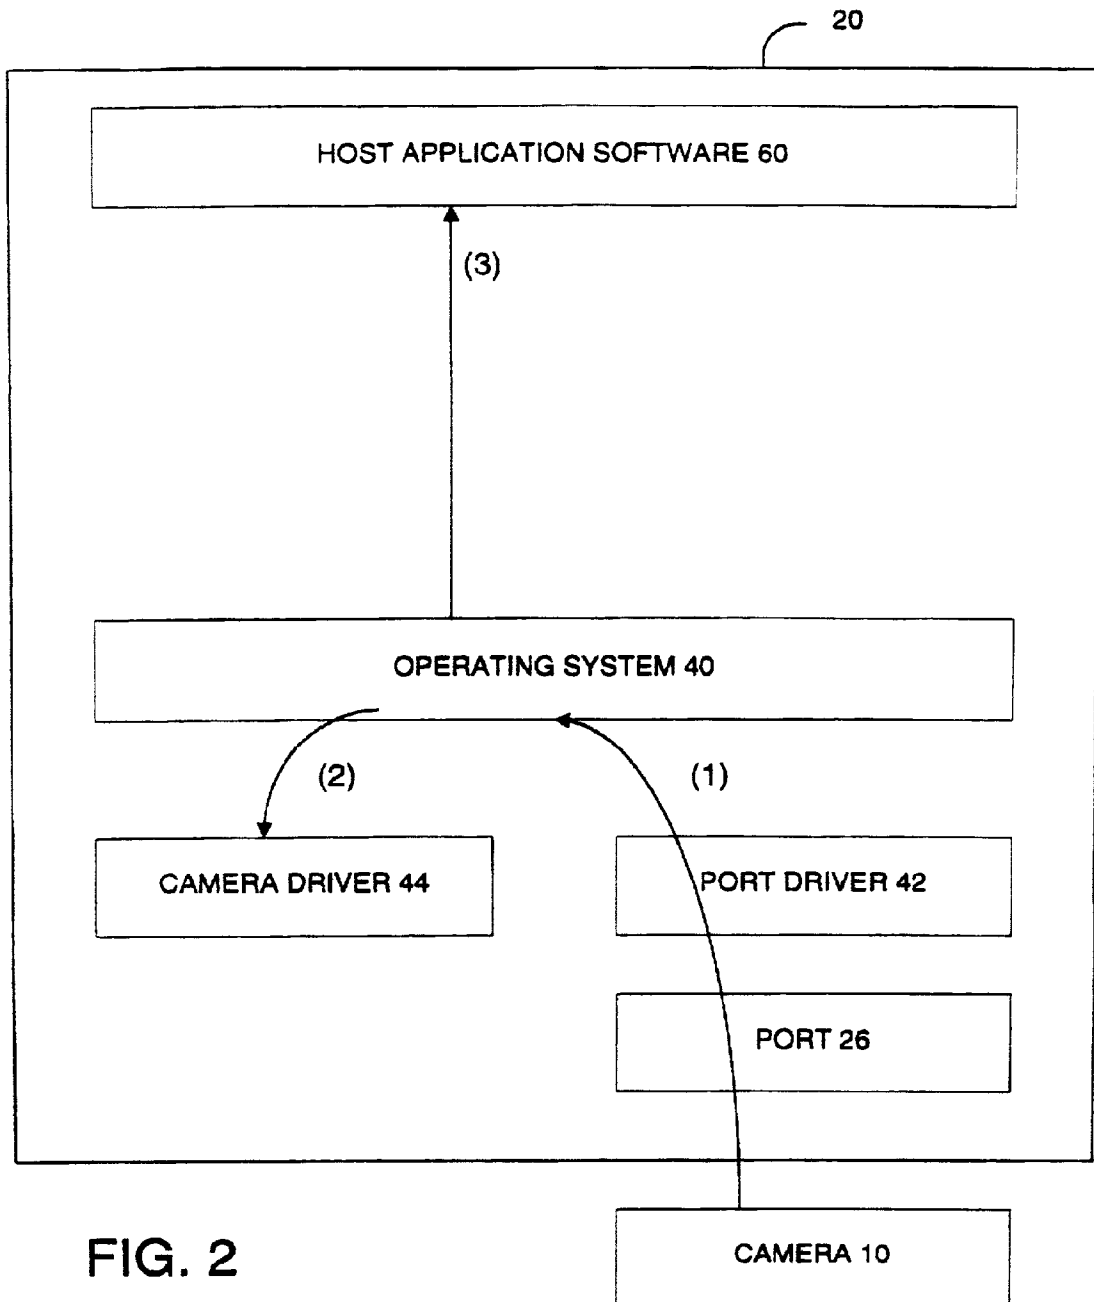 20
HOST APPLICATION SOFTWARE 60
(3)
OPERATING SYSTEM 40
(2)
(1)
CAMERA DRIVER 44
PORT DRIVER 42
PORT 26
FIG. 2
CAMERA 10